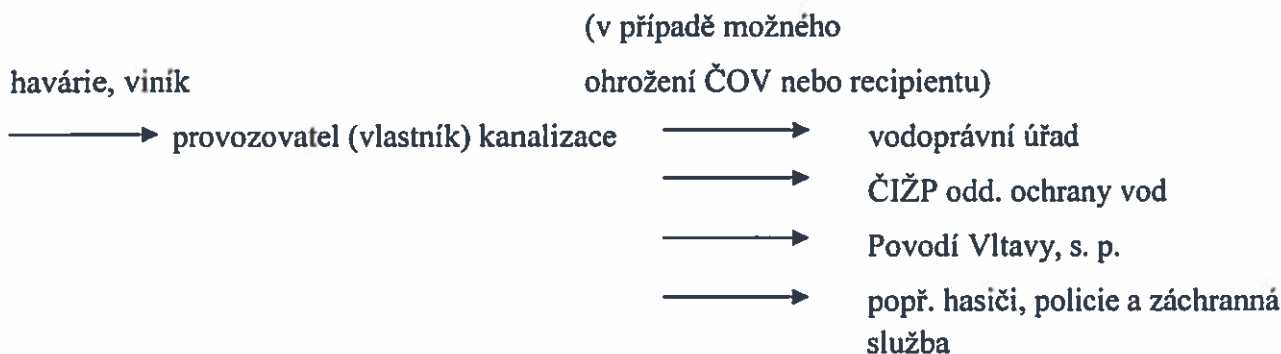 (v případě možného
havárie, viník
ohrožení ČOV nebo recipientu)
provozovatel (vlastník) kanalizace
vodoprávní úřad
ČIŽP odd. ochrany vod
Povodí Vltavy, s. p.
popř. hasiči, policie a záchranná
služba